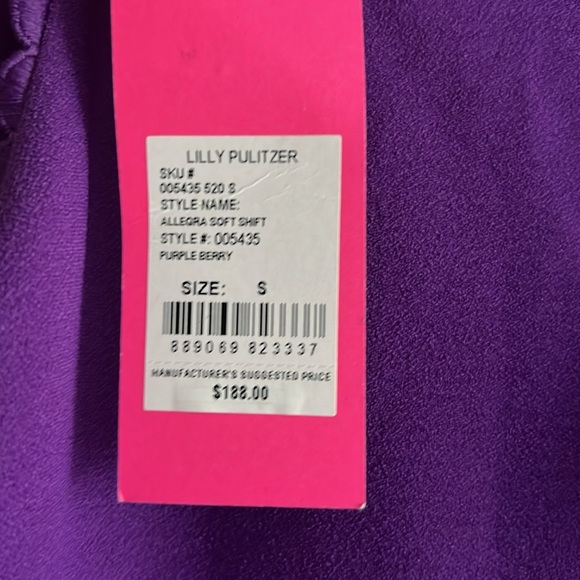 LILLY PULITZER
SKU #
005435 520 S
STYLE NAME:
ALLEGRA SOFT SHIFT
STYLE #: 005435
PURPLE BERRY
SIZE: S
889069 823337
MANUFACTURER'S SUGGESTED PRICE
$188.00